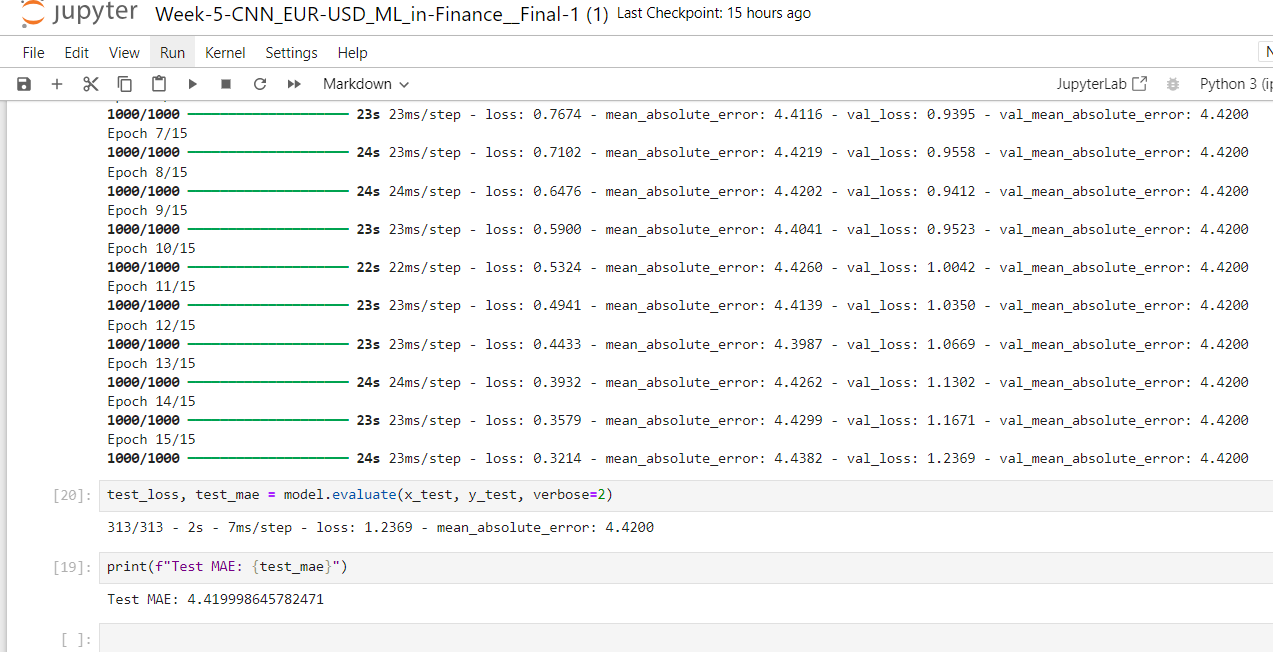 jupyter Week-5-CNN_EUR-USD_ML_in-Finance__Final-1 (1) Last Checkpoint: 15 hours ago
File Edit View Run Kernel Settings Help
Markdown JupyterLab Python 3 (ip
1000/1000 23s 23ms/step - loss: 0.7674 - mean_absolute_error: 4.4116 - val_loss: 0.9395 - val_mean_absolute_error: 4.4200
Epoch 7/15
1000/1000 24s 23ms/step - loss: 0.7102 - mean_absolute_error: 4.4219 - val_loss: 0.9558 - val_mean_absolute_error: 4.4200
Epoch 8/15
1000/1000 24s 24ms/step - loss: 0.6476 - mean_absolute_error: 4.4202 - val_loss: 0.9412 - val_mean_absolute_error: 4.4200
Epoch 9/15
1000/1000 23s 23ms/step - loss: 0.5900 - mean_absolute_error: 4.4041 - val_loss: 0.9523 - val_mean_absolute_error: 4.4200
Epoch 10/15
1000/1000 22s 22ms/step - loss: 0.5324 - mean_absolute_error: 4.4260 - val_loss: 1.0042 - val_mean_absolute_error: 4.4200
Epoch 11/15
1000/1000 23s 23ms/step - loss: 0.4941 - mean_absolute_error: 4.4139 - val_loss: 1.0350 - val_mean_absolute_error: 4.4200
Epoch 12/15
1000/1000 23s 23ms/step - loss: 0.4433 - mean_absolute_error: 4.3987 - val_loss: 1.0669 - val_mean_absolute_error: 4.4200
Epoch 13/15
1000/1000 24s 24ms/step - loss: 0.3932 - mean_absolute_error: 4.4262 - val_loss: 1.1302 - val_mean_absolute_error: 4.4200
Epoch 14/15
1000/1000 23s 23ms/step - loss: 0.3579 - mean_absolute_error: 4.4299 - val_loss: 1.1671 - val_mean_absolute_error: 4.4200
Epoch 15/15
1000/1000 24s 23ms/step - loss: 0.3214 - mean_absolute_error: 4.4382 - val_loss: 1.2369 - val_mean_absolute_error: 4.4200
[20]: test_loss, test_mae = model.evaluate(x_test, y_test, verbose=2)
313/313 - 2s - 7ms/step - loss: 1.2369 - mean_absolute_error: 4.4200
[19]: print(f"Test MAE: {test_mae}")
Test MAE: 4.419998645782471
[ ]: